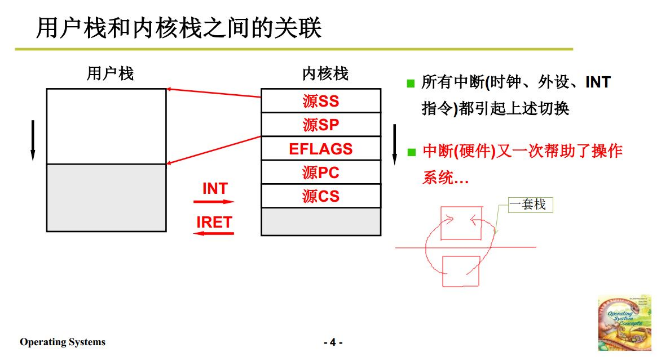 用户栈和内核栈之间的关联
用户栈
内核栈
源SS
源SP
EFLAGS
源PC
源CS
INT
IRET
所有中断(时钟、外设、INT
指令)都引起上述切换
中断(硬件)又一次帮助了操作
系统...
一套栈
Operating
System
Concepts
Operating Systems
- 4 -